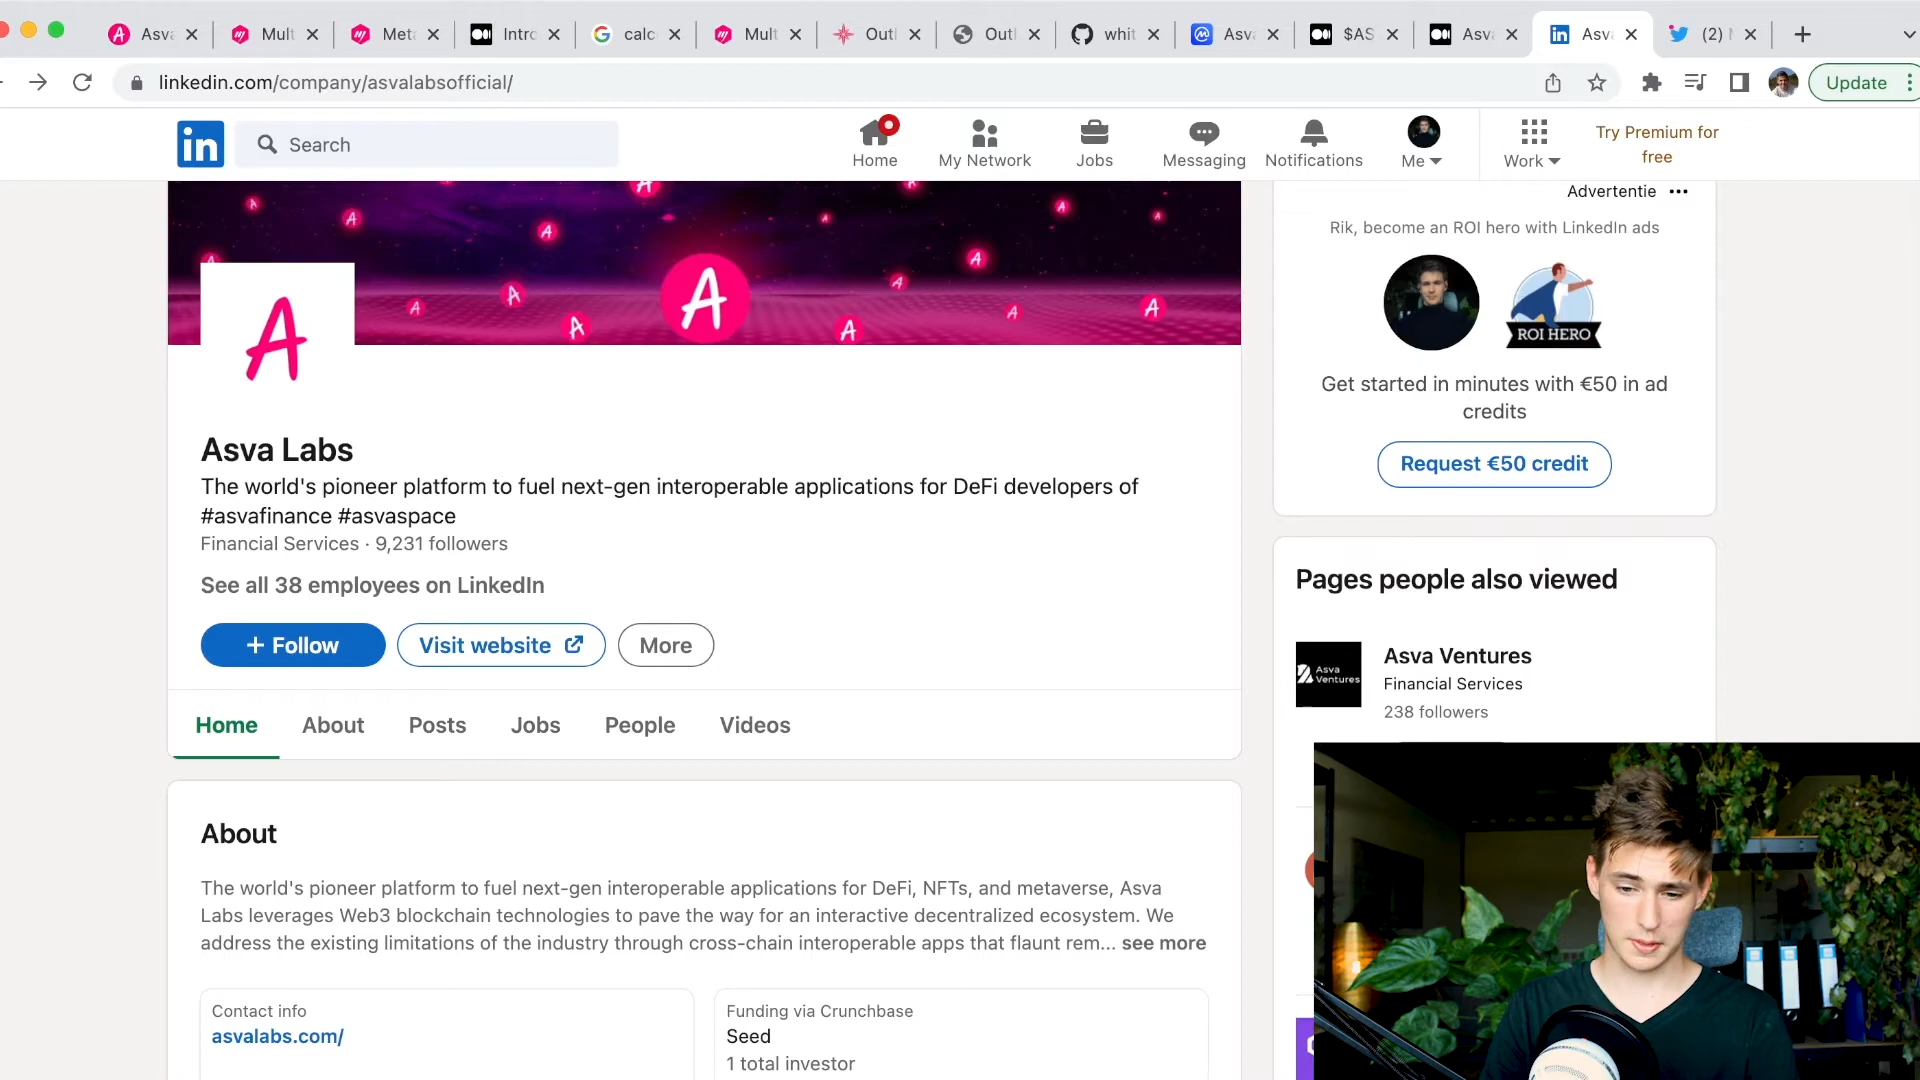 Asva
Mult
Meta
Intro
calc
Mult
Outl
Outl
whit
Asva
$AS
Asva
Asva
(2)
linkedin.com/company/asvalabsofficial/
Update
in
Search
Home
My Network
Jobs
Messaging
Notifications
Me
Work
Try Premium for
free
Advertentie
Rik, become an ROI hero with LinkedIn ads
ROI HERO
Get started in minutes with €50 in ad
credits
Request €50 credit
A
A
Asva Labs
The world's pioneer platform to fuel next-gen interoperable applications for DeFi developers of
#asvafinance #asvaspace
Financial Services · 9,231 followers
See all 38 employees on LinkedIn
+ Follow
Visit website
More
Home
About
Posts
Jobs
People
Videos
Pages people also viewed
Asva
Ventures
Asva Ventures
Financial Services
238 followers
About
The world's pioneer platform to fuel next-gen interoperable applications for DeFi, NFTs, and metaverse, Asva
Labs leverages Web3 blockchain technologies to pave the way for an interactive decentralized ecosystem. We
address the existing limitations of the industry through cross-chain interoperable apps that flaunt rem... see more
Contact info
asvalabs.com/
Funding via Crunchbase
Seed
1 total investor